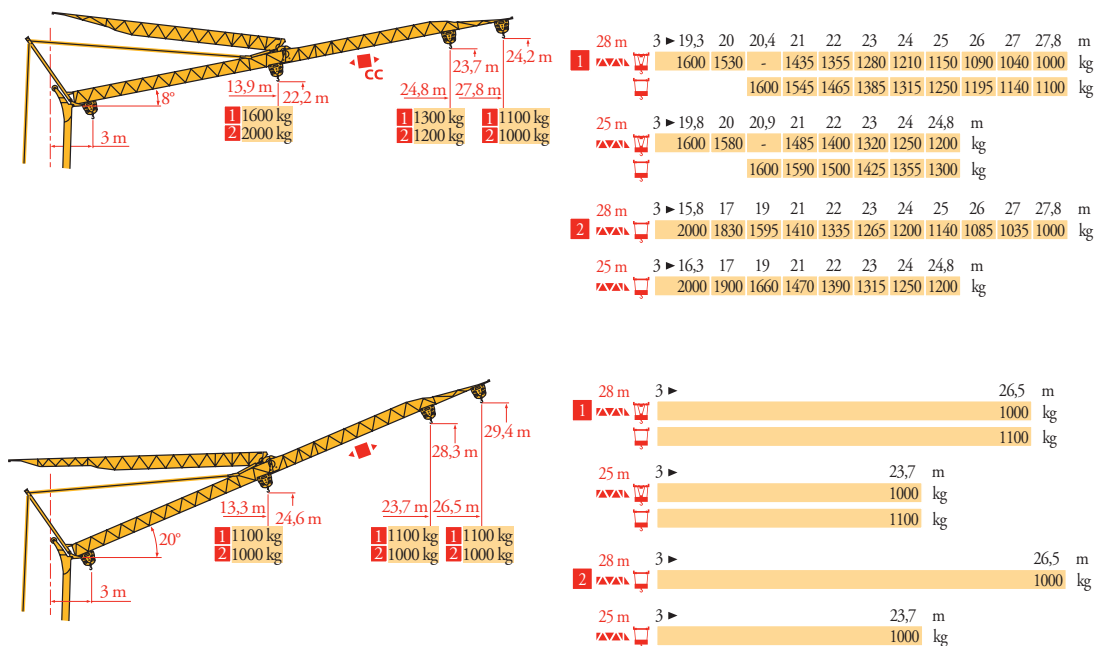 8°
3 m
13,9 m
22,2 m
1 1600 kg
2 2000 kg
CC
23,7 m
24,2 m
24,8 m
27,8 m
1 1300 kg
2 1200 kg
1 1100 kg
2 1000 kg
28 m 3 ► 19,3 20 20,4 21 22 23 24 25 26 27 27,8 m
1 1600 1530 - 1435 1355 1280 1210 1150 1090 1040 1000 kg
1600 1545 1465 1385 1315 1250 1195 1140 1100 kg
25 m 3 ► 19,8 20 20,9 21 22 23 24 24,8 m
1600 1580 - 1485 1400 1320 1250 1200 kg
1600 1590 1500 1425 1355 1300 kg
28 m 3 ► 15,8 17 19 21 22 23 24 25 26 27 27,8 m
2 2000 1830 1595 1410 1335 1265 1200 1140 1085 1035 1000 kg
25 m 3 ► 16,3 17 19 21 22 23 24 24,8 m
2000 1900 1660 1470 1390 1315 1250 1200 kg
20°
3 m
13,3 m
24,6 m
1 1100 kg
2 1000 kg
28,3 m
29,4 m
23,7 m
26,5 m
1 1100 kg
2 1000 kg
1 1100 kg
2 1000 kg
28 m 3 ► 26,5 m
1 1000 kg
1100 kg
25 m 3 ► 23,7 m
1000 kg
1100 kg
28 m 3 ► 26,5 m
2 1000 kg
25 m 3 ► 23,7 m
1000 kg